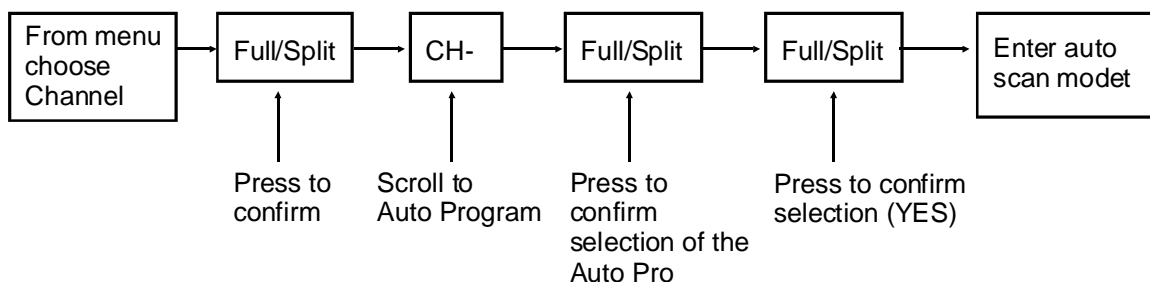 From menu
choose
Channel
Full/Split
CH-
Full/Split
Full/Split
Enter auto
scan modet
Press to
confirm
Scroll to
Auto Program
Press to
confirm
selection of the
Auto Pro
Press to confirm
selection (YES)